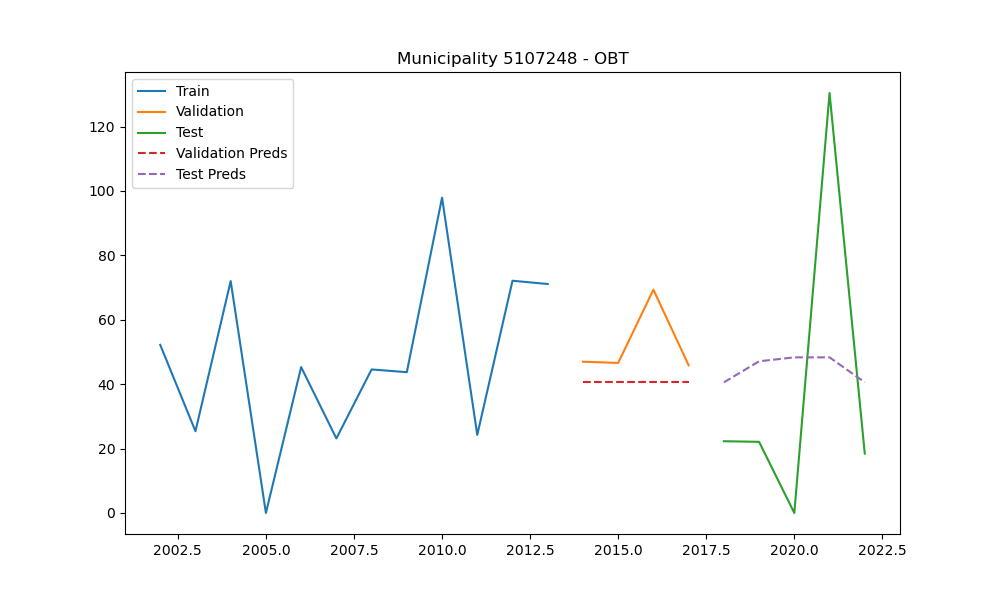 Municipality 5107248 - OBT
Train
Validation
Test
Validation Preds
Test Preds
120
100
80
60
40
20
0
2002.5 2005.0 2007.5 2010.0 2012.5 2015.0 2017.5 2020.0 2022.5